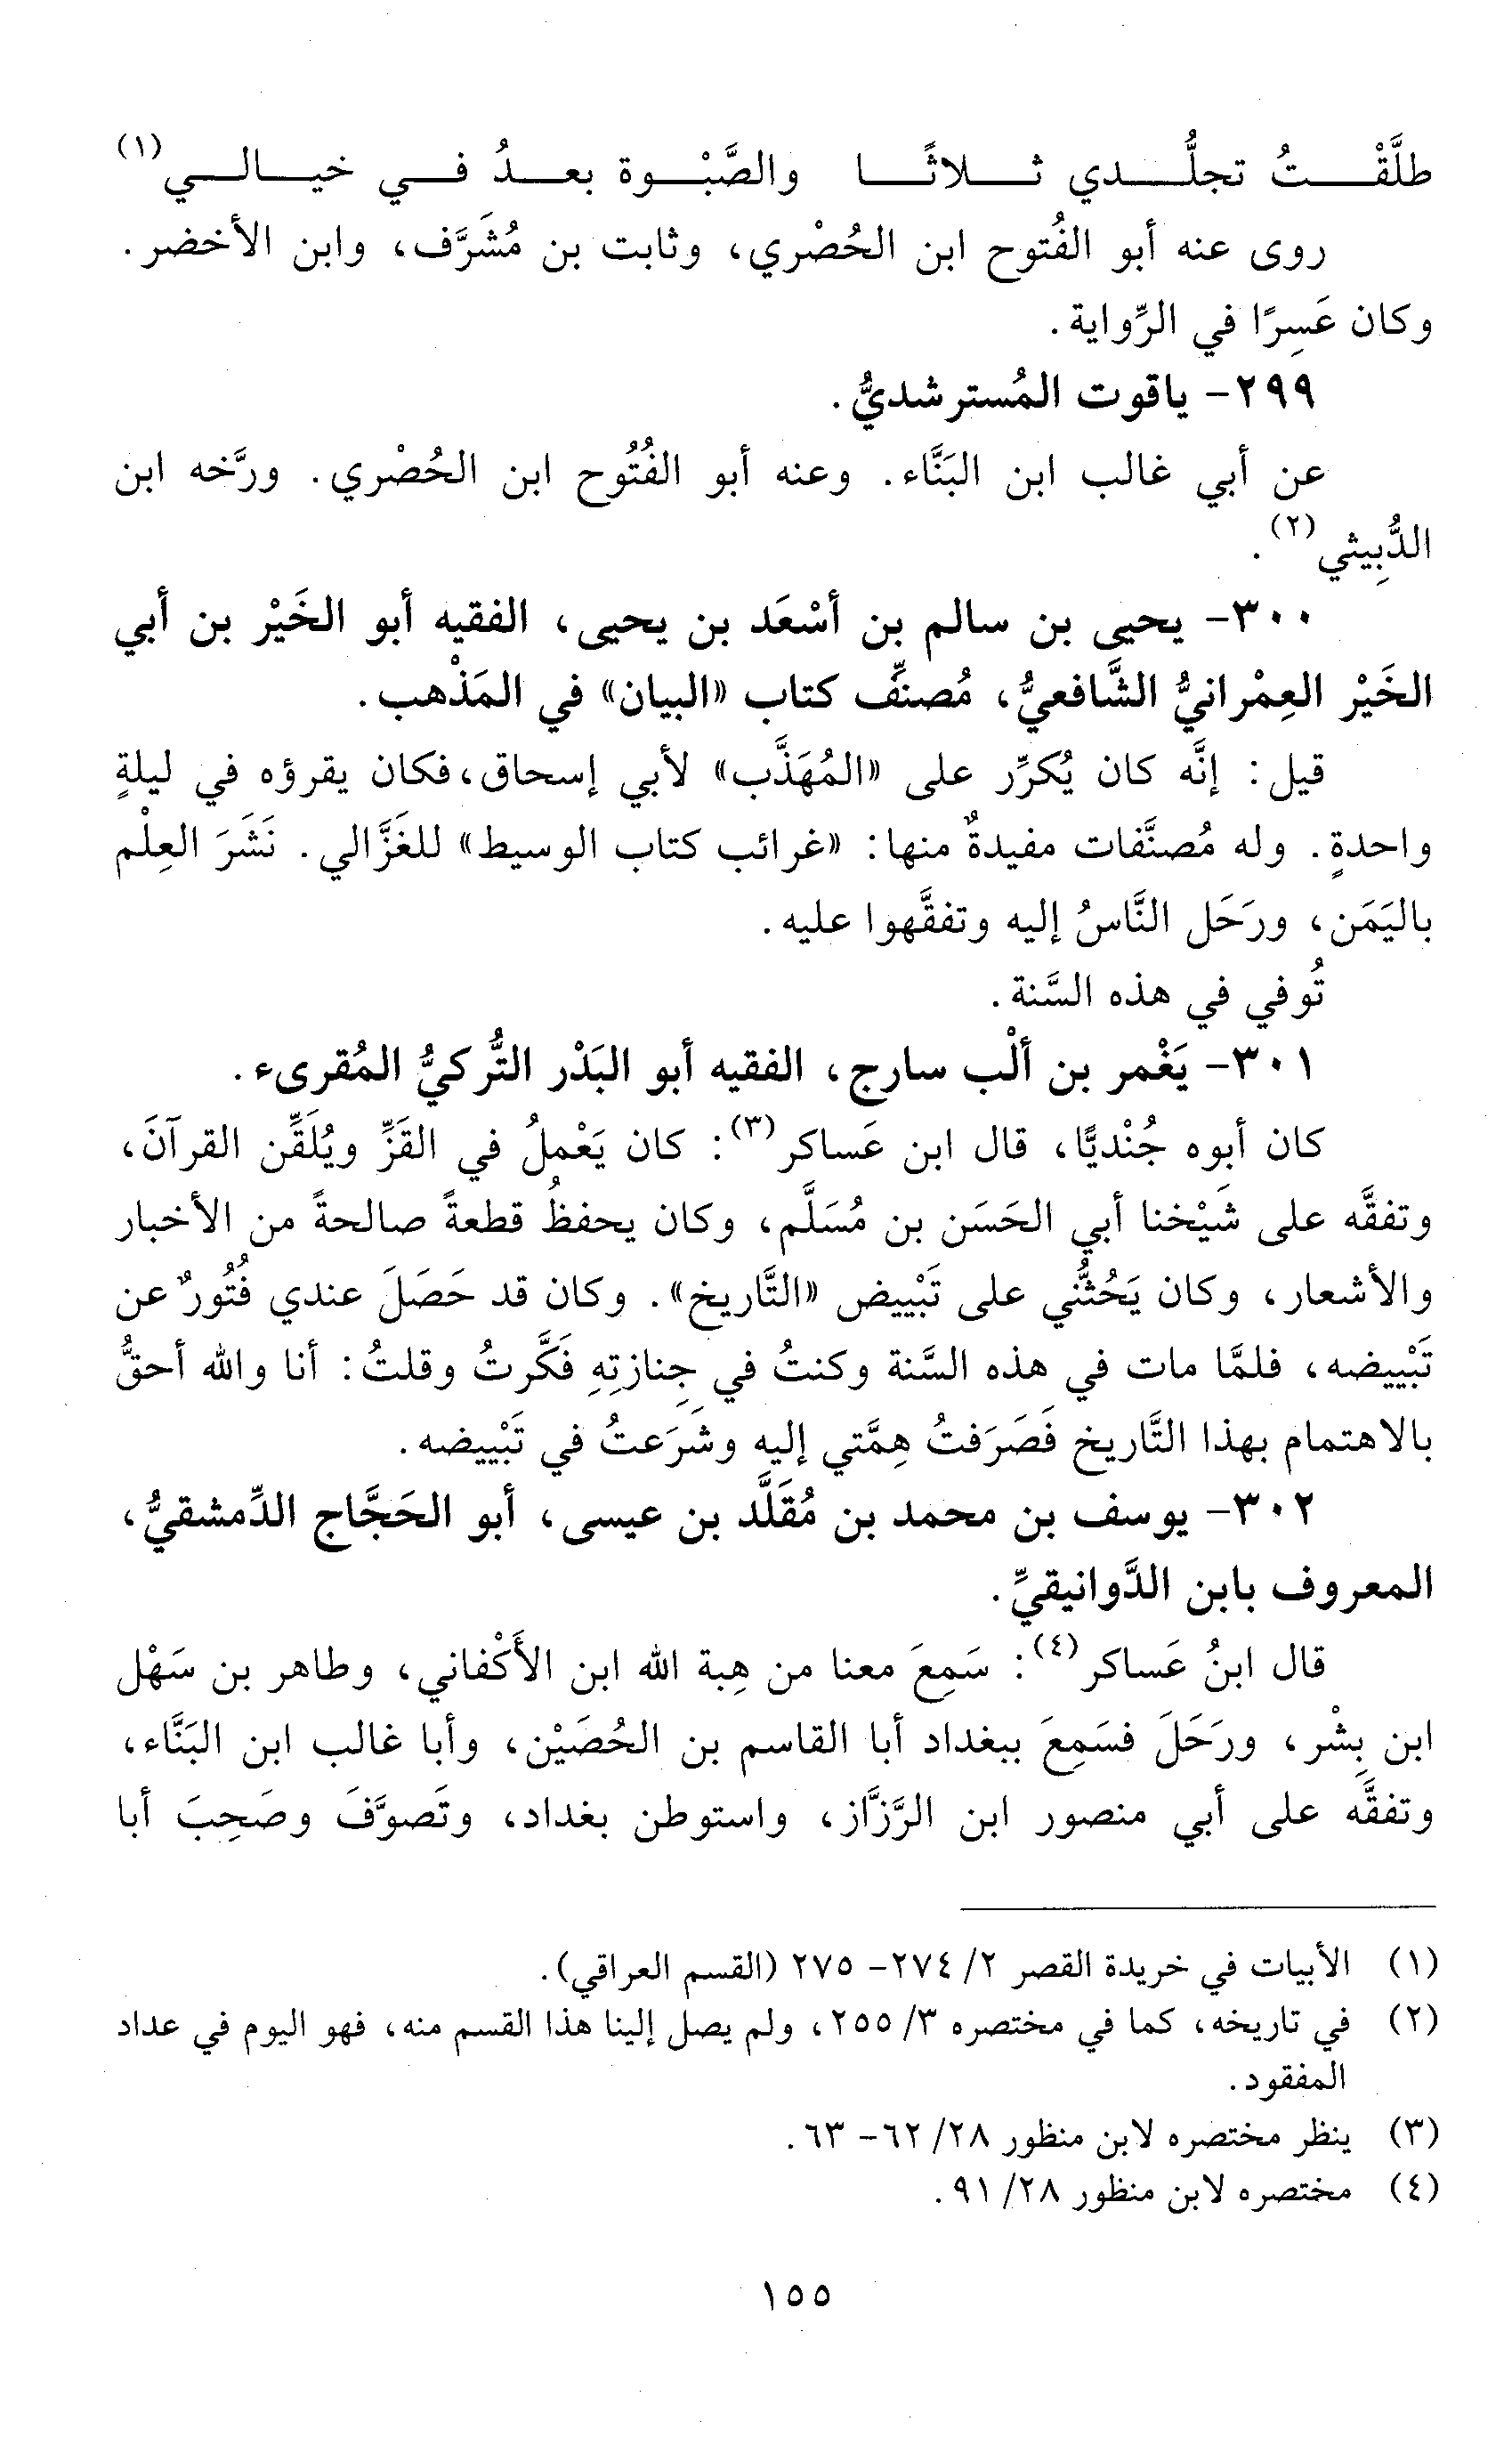 طلَّقْتُ تجلُّدي ثلاثًا والصَّبْوة بعدُ في خيالي(١)
روى عنه أبو الفُتوح ابن الحُصْري، وثابت بن مُشَرَّف، وابن الأخضر.
وكان عَسِرًا في الرِّواية.
٢٩٩- ياقوت المُسترشديُّ.
عن أبي غالب ابن البَنَّاء. وعنه أبو الفُتُوح ابن الحُصْري. ورَّخه ابن
الدُّبِيثي(٢).
٣٠٠- يحيى بن سالم بن أسْعَد بن يحيى، الفقيه أبو الخَيْر بن أبي
الخَيْر العِمْرانيُّ الشَّافعيُّ، مُصنِّف كتاب «البيان» في المَذْهب.
قيل: إنَّه كان يُكرِّر على «المُهَذَّب» لأبي إسحاق، فكان يقرؤه في ليلةٍ
واحدةٍ. وله مُصنَّفات مفيدةٌ منها: «غرائب كتاب الوسيط» للغَزَّالي. نَشَرَ العِلْم
باليَمَن، ورَحَل النَّاسُ إليه وتفقَّهوا عليه.
تُوفي في هذه السَّنة.
٣٠١- يَغْمر بن ألْب سارج، الفقيه أبو البَدْر التُّركيُّ المُقرىء.
كان أبوه جُنْديًّا، قال ابن عَساكر(٣): كان يَعْملُ في القَزِّ ويُلَقِّن القرآنَ،
وتفقَّه على شَيْخنا أبي الحَسَن بن مُسَلَّم، وكان يحفظُ قطعةً صالحةً من الأخبار
والأشعار، وكان يَحُثُّني على تَبْييض «التَّاريخ». وكان قد حَصَلَ عندي فُتُورٌ عن
تَبْييضه، فلمَّا مات في هذه السَّنة وكنتُ في جِنازتِهِ فَكَّرتُ وقلتُ: أنا والله أحقُّ
بالاهتمام بهذا التَّاريخ فَصَرَفتُ هِمَّتي إليه وشَرَعتُ في تَبْييضه.
٣٠٢- يوسف بن محمد بن مُقَلَّد بن عيسى، أبو الحَجَّاج الدِّمشقيُّ،
المعروف بابن الدَّوانيقيِّ.
قال ابنُ عَساكر(٤): سَمِعَ معنا من هِبة الله ابن الأَكْفاني، وطاهر بن سَهْل
ابن بِشْر، ورَحَلَ فسَمِعَ ببغداد أبا القاسم بن الحُصَيْن، وأبا غالب ابن البَنَّاء،
وتفقَّه على أبي منصور ابن الرَّزَّاز، واستوطن بغداد، وتَصوَّفَ وصَحِبَ أبا
(١) الأبيات في خريدة القصر ٢/ ٢٧٤- ٢٧٥ (القسم العراقي).
(٢) في تاريخه، كما في مختصره ٣/ ٢٥٥، ولم يصل إلينا هذا القسم منه، فهو اليوم في عداد
المفقود.
(٣) ينظر مختصره لابن منظور ٢٨/ ٦٢- ٦٣.
(٤) مختصره لابن منظور ٢٨/ ٩١.
١٥٥